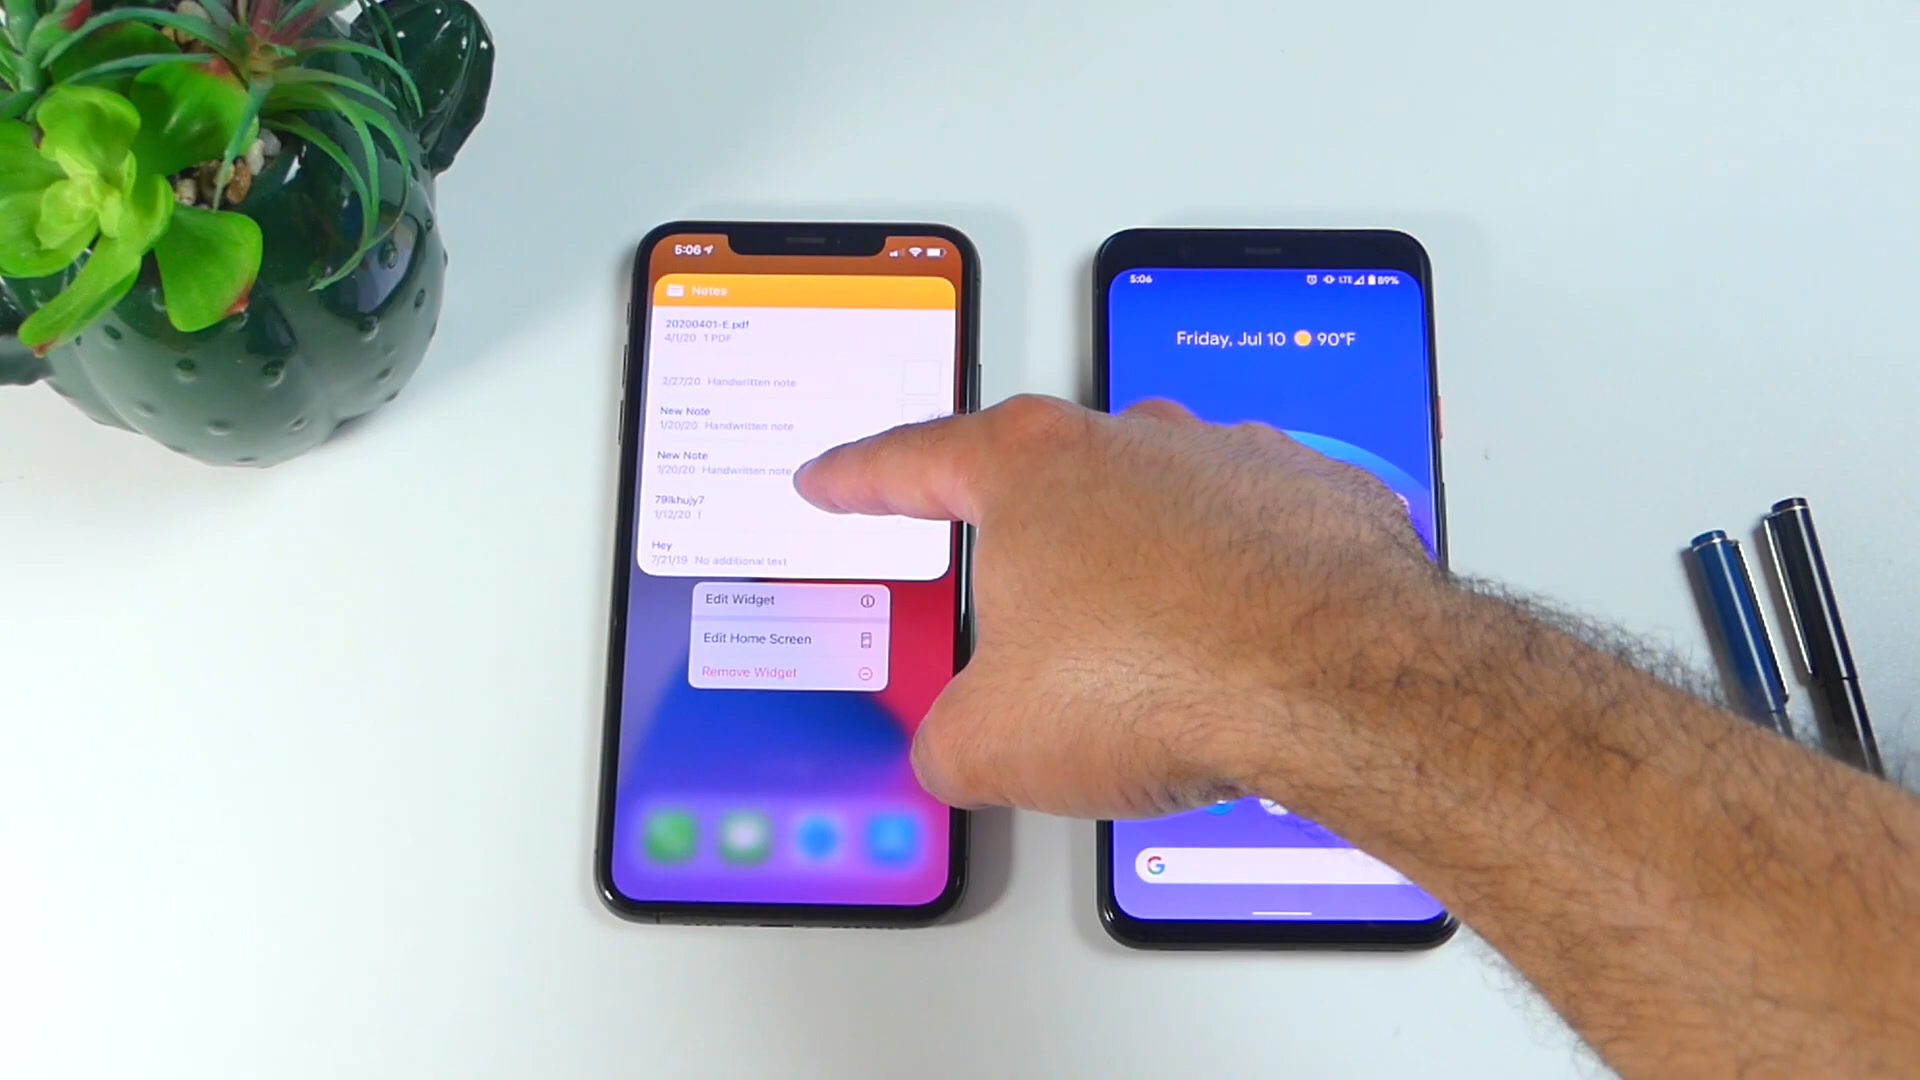 5:06
Notes
20200401-E.pdf
4/1/20 1 PDF
2/27/20 Handwritten note
New Note
1/20/20 Handwritten note
New Note
1/20/20 Handwritten note
79lkhujy7
1/12/20 l
Hey
7/21/19 No additional text
Edit Widget
Edit Home Screen
Remove Widget
5:06
LTE 89%
Friday, Jul 10 90°F
G